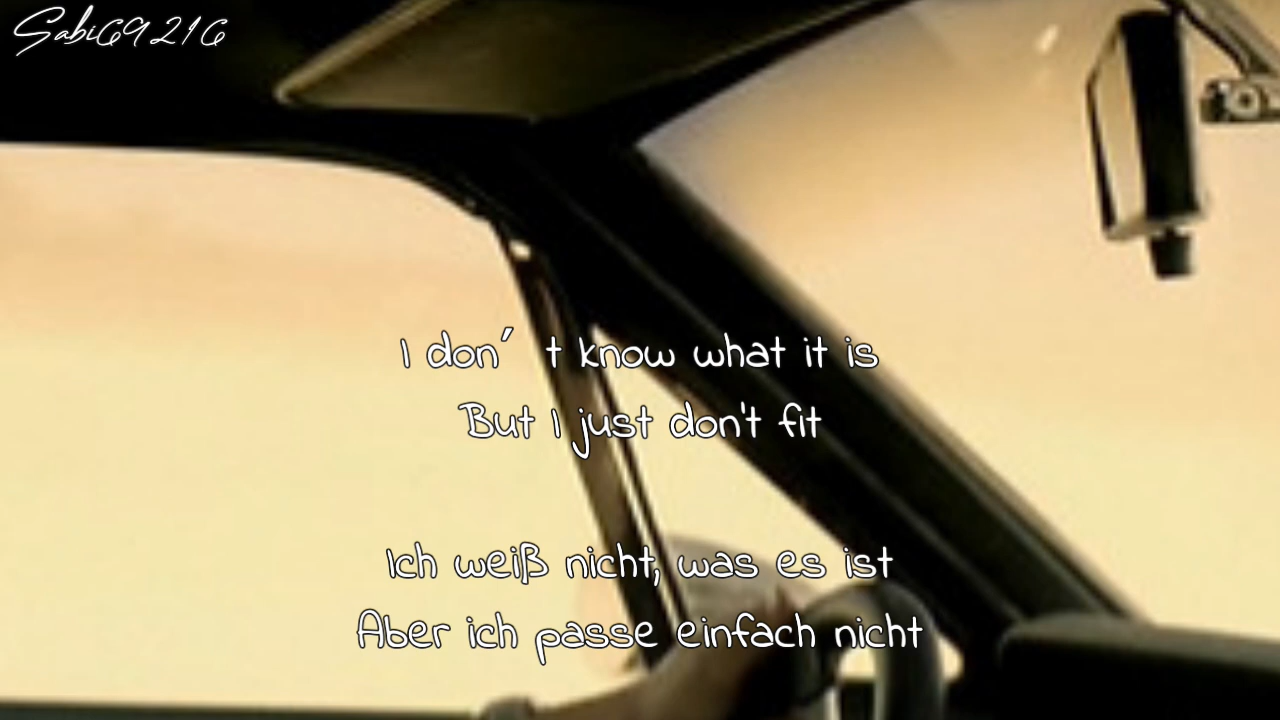 Sabi69216
I don't know what it is
But I just don't fit
Ich weiß nicht, was es ist
Aber ich passe einfach nicht